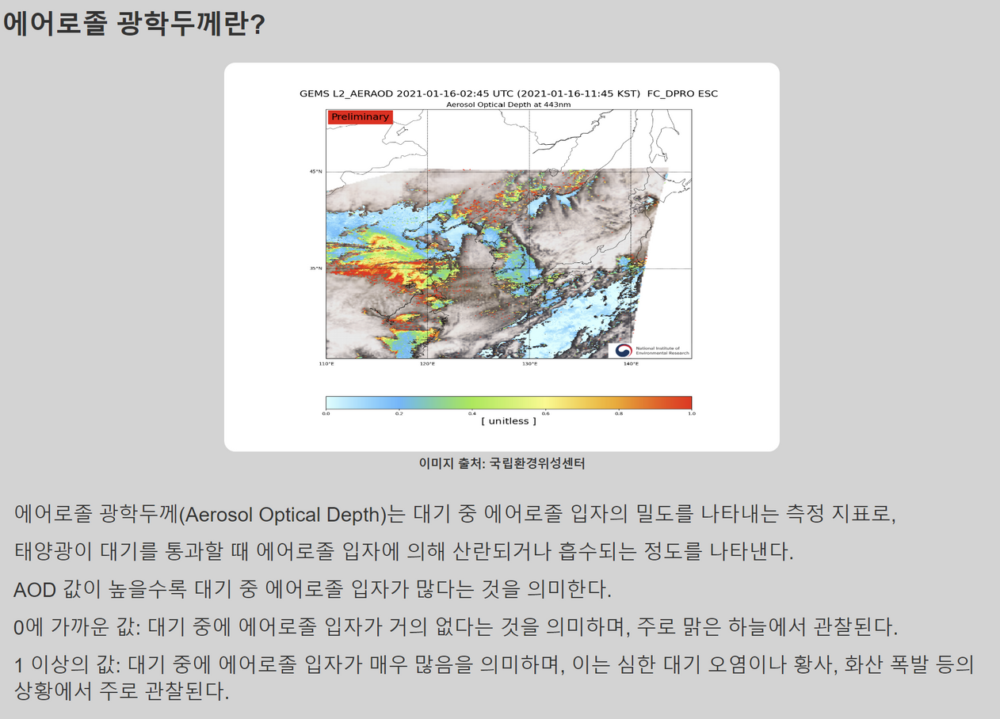 에어로졸 광학두께란?
GEMS L2_AERAOD 2021-01-16-02:45 UTC (2021-01-16-11:45 KST)  FC_DPRO ESC
Aerosol Optical Depth at 443nm
Preliminary
45°N
35°N
National Institute of
Environmental Research
110°E 120°E 130°E 140°E
0.0 0.2 0.4 0.6 0.8 1.0
[ unitless ]
이미지 출처: 국립환경위성센터
에어로졸 광학두께(Aerosol Optical Depth)는 대기 중 에어로졸 입자의 밀도를 나타내는 측정 지표로,
태양광이 대기를 통과할 때 에어로졸 입자에 의해 산란되거나 흡수되는 정도를 나타낸다.
AOD 값이 높을수록 대기 중 에어로졸 입자가 많다는 것을 의미한다.
0에 가까운 값: 대기 중에 에어로졸 입자가 거의 없다는 것을 의미하며, 주로 맑은 하늘에서 관찰된다.
1 이상의 값: 대기 중에 에어로졸 입자가 매우 많음을 의미하며, 이는 심한 대기 오염이나 황사, 화산 폭발 등의
상황에서 주로 관찰된다.